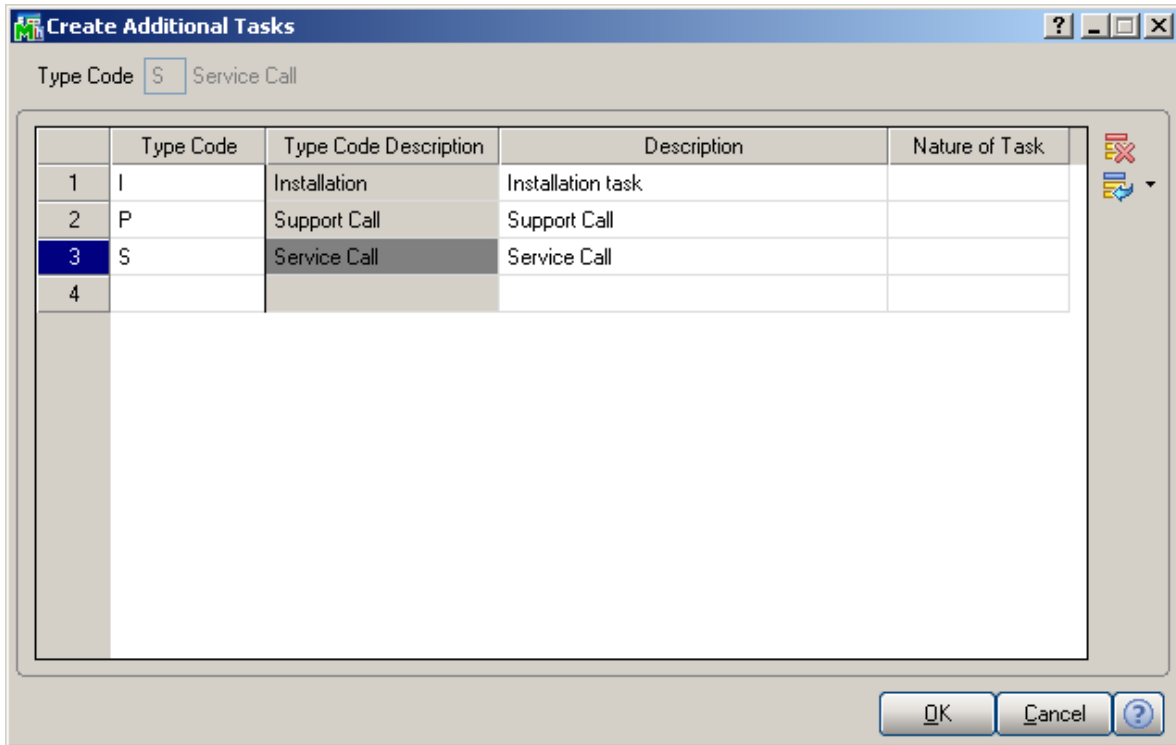 Create Additional Tasks
Type Code S Service Call
Type Code Type Code Description Description Nature of Task
1 I Installation Installation task
2 P Support Call Support Call
3 S Service Call Service Call
4
OK Cancel ?